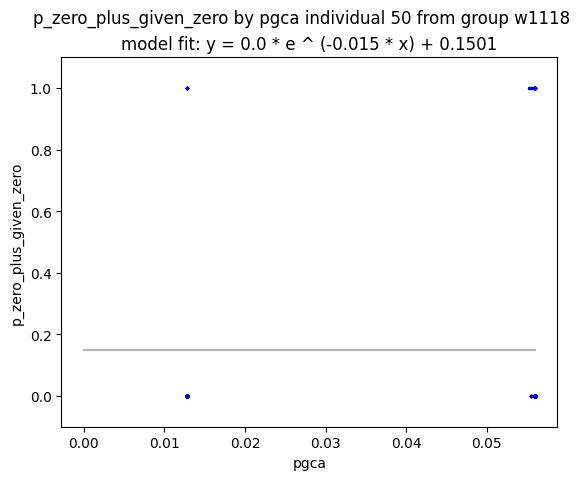 p_zero_plus_given_zero by pgca individual 50 from group w1118
model fit: y = 0.0 * e ^ (-0.015 * x) + 0.1501
1.0
0.8
0.6
0.4
0.2
0.0
p_zero_plus_given_zero
0.00 0.01 0.02 0.03 0.04 0.05
pgca